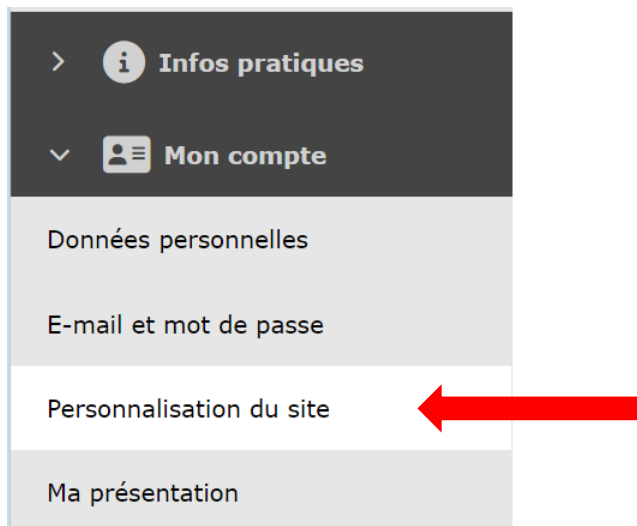 Infos pratiques
Mon compte
Données personnelles
E-mail et mot de passe
Personnalisation du site
Ma présentation